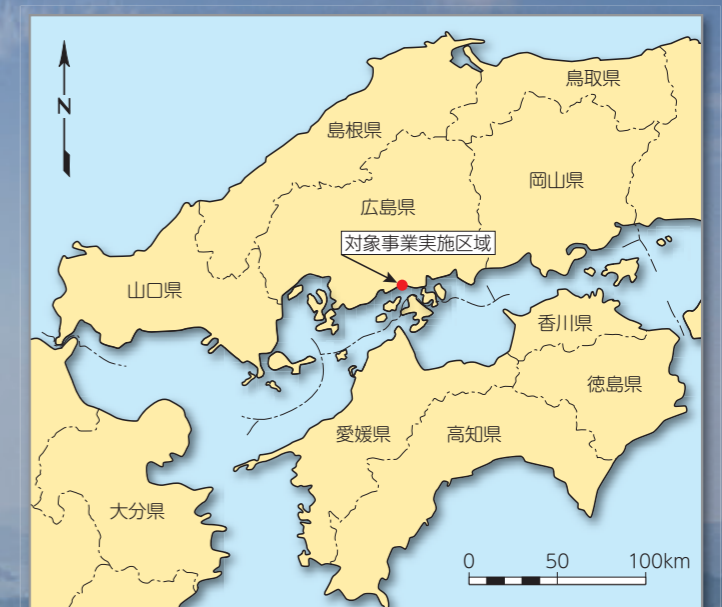 N
鳥取県
島根県
岡山県
広島県
対象事業実施区域
山口県
香川県
徳島県
愛媛県
高知県
大分県
0 50 100km